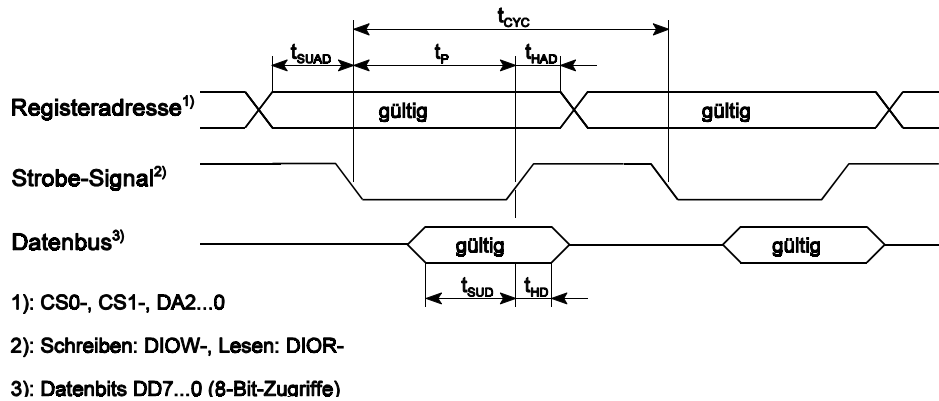 tCYC
tSUAD tP tHAD
Registeradresse1) gültig gültig
Strobe-Signal2)
Datenbus3) gültig gültig
tSUD tHD
1): CS0-, CS1-, DA2...0
2): Schreiben: DIOW-, Lesen: DIOR-
3): Datenbits DD7...0 (8-Bit-Zugriffe)